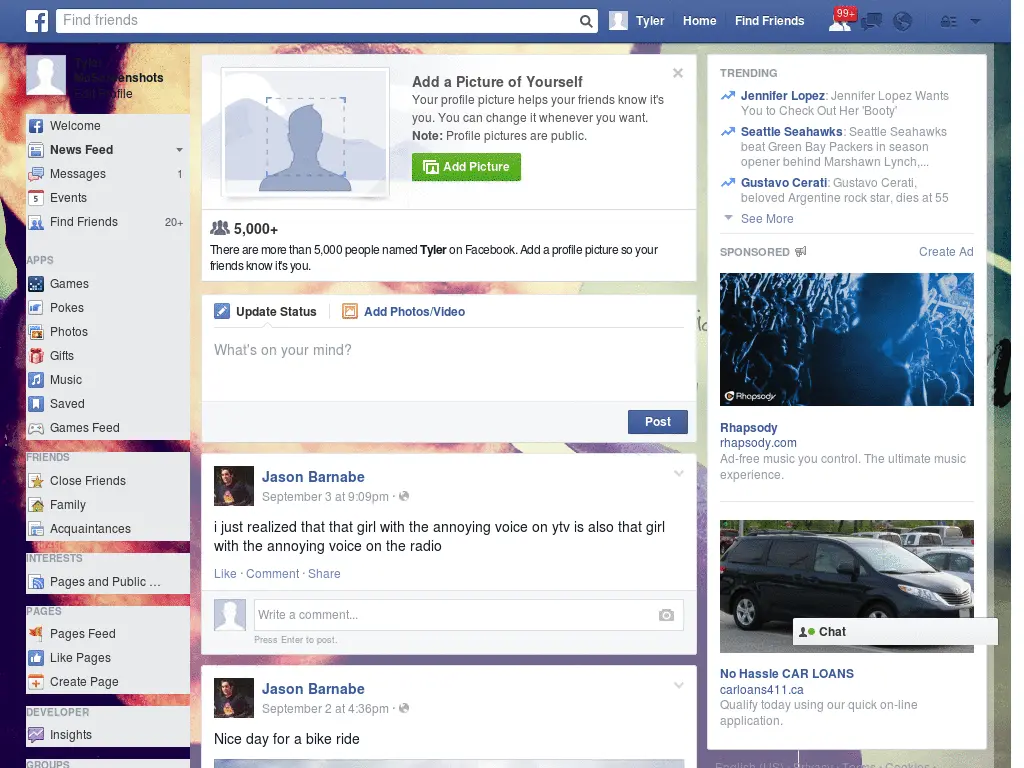 Find friends
Tyler
Home
Find Friends
99+
Tyler
McScreenshots
Edit Profile
Welcome
News Feed
Messages 1
5 Events
Find Friends 20+
APPS
Games
Pokes
Photos
Gifts
Music
Saved
Games Feed
FRIENDS
Close Friends
Family
Acquaintances
INTERESTS
Pages and Public ...
PAGES
Pages Feed
Like Pages
Create Page
DEVELOPER
Insights
GROUPS
Add a Picture of Yourself
Your profile picture helps your friends know it's
you. You can change it whenever you want.
Note: Profile pictures are public.
Add Picture
5,000+
There are more than 5,000 people named Tyler on Facebook. Add a profile picture so your
friends know it's you.
Update Status
Add Photos/Video
What's on your mind?
Post
Jason Barnabe
September 3 at 9:09pm ·
i just realized that that girl with the annoying voice on ytv is also that girl
with the annoying voice on the radio
Like · Comment · Share
Write a comment...
Press Enter to post.
Jason Barnabe
September 2 at 4:36pm ·
Nice day for a bike ride
TRENDING
Jennifer Lopez: Jennifer Lopez Wants
You to Check Out Her 'Booty'
Seattle Seahawks: Seattle Seahawks
beat Green Bay Packers in season
opener behind Marshawn Lynch,...
Gustavo Cerati: Gustavo Cerati,
beloved Argentine rock star, dies at 55
See More
SPONSORED
Create Ad
Rhapsody
Rhapsody
rhapsody.com
Ad-free music you control. The ultimate music
experience.
Chat
No Hassle CAR LOANS
carloans411.ca
Qualify today using our quick on-line
application.
English (US) · Privacy · Terms · Cookies ·